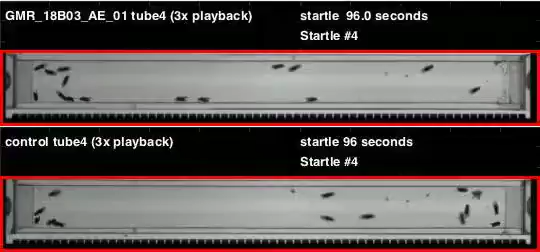 GMR_18B03_AE_01 tube4 (3x playback)
startle  96.0 seconds
Startle #4
control tube4 (3x playback)
startle 96 seconds
Startle #4